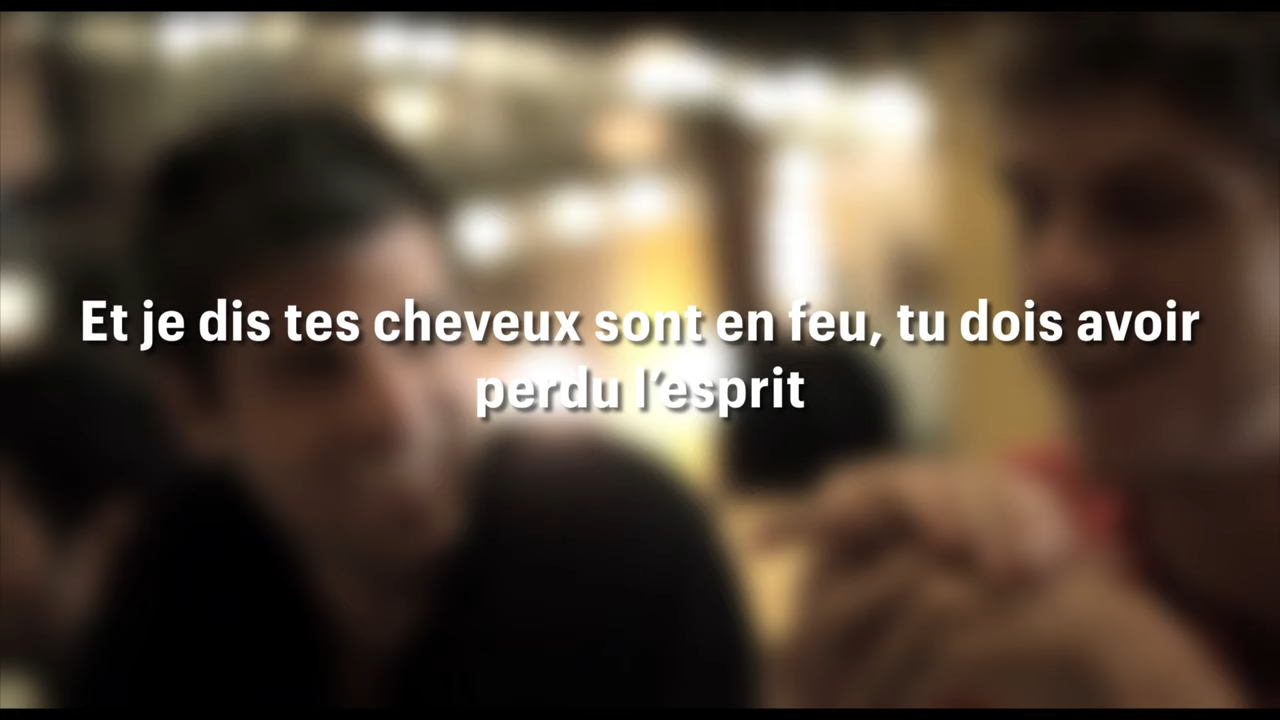 Et je dis tes cheveux sont en feu, tu dois avoir
perdu l'esprit